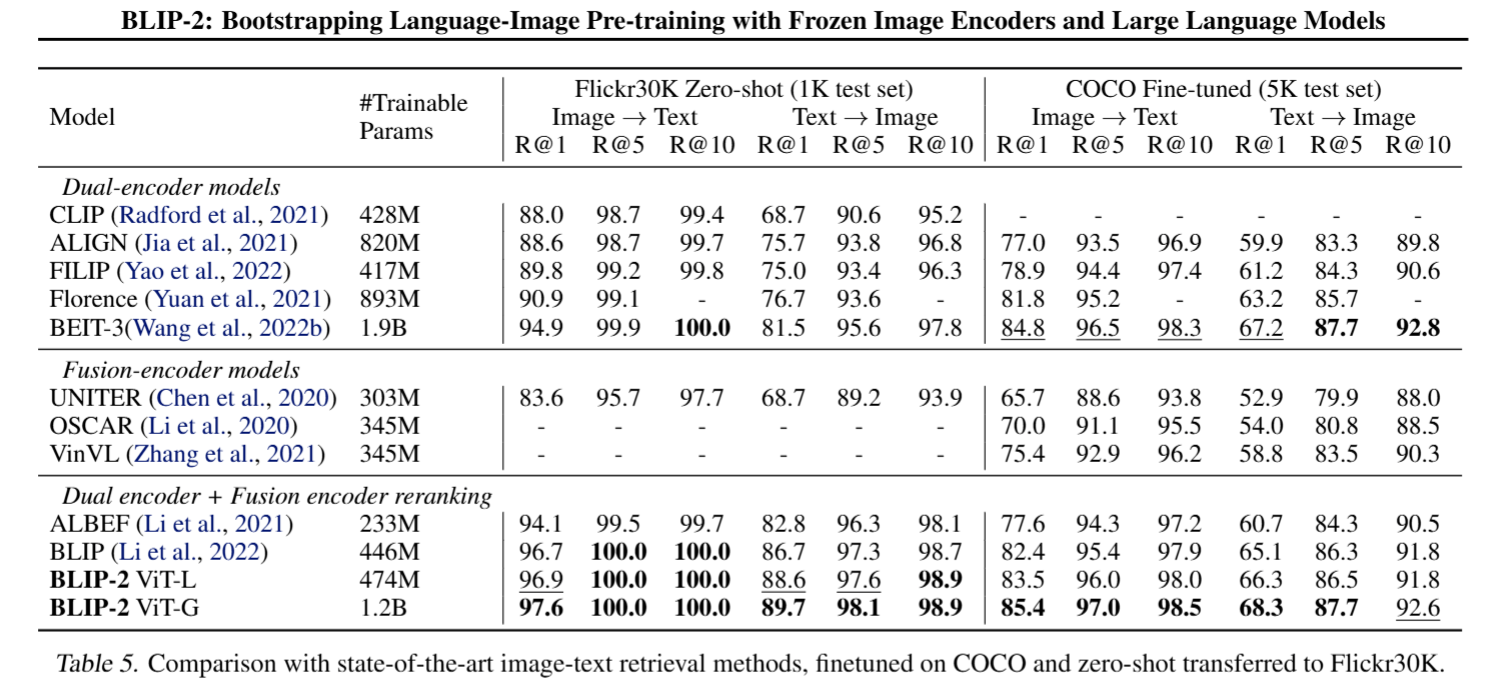 BLIP-2: Bootstrapping Language-Image Pre-training with Frozen Image Encoders and Large Language Models
Model #Trainable Params Flickr30K Zero-shot (1K test set) COCO Fine-tuned (5K test set)
Image → Text Text → Image Image → Text Text → Image
R@1 R@5 R@10 R@1 R@5 R@10 R@1 R@5 R@10 R@1 R@5 R@10
Dual-encoder models
CLIP (Radford et al., 2021) 428M 88.0 98.7 99.4 68.7 90.6 95.2 - - - - - -
ALIGN (Jia et al., 2021) 820M 88.6 98.7 99.7 75.7 93.8 96.8 77.0 93.5 96.9 59.9 83.3 89.8
FILIP (Yao et al., 2022) 417M 89.8 99.2 99.8 75.0 93.4 96.3 78.9 94.4 97.4 61.2 84.3 90.6
Florence (Yuan et al., 2021) 893M 90.9 99.1 - 76.7 93.6 - 81.8 95.2 - 63.2 85.7 -
BEIT-3(Wang et al., 2022b) 1.9B 94.9 99.9 100.0 81.5 95.6 97.8 84.8 96.5 98.3 67.2 87.7 92.8
Fusion-encoder models
UNITER (Chen et al., 2020) 303M 83.6 95.7 97.7 68.7 89.2 93.9 65.7 88.6 93.8 52.9 79.9 88.0
OSCAR (Li et al., 2020) 345M - - - - - - 70.0 91.1 95.5 54.0 80.8 88.5
VinVL (Zhang et al., 2021) 345M - - - - - - 75.4 92.9 96.2 58.8 83.5 90.3
Dual encoder + Fusion encoder reranking
ALBEF (Li et al., 2021) 233M 94.1 99.5 99.7 82.8 96.3 98.1 77.6 94.3 97.2 60.7 84.3 90.5
BLIP (Li et al., 2022) 446M 96.7 100.0 100.0 86.7 97.3 98.7 82.4 95.4 97.9 65.1 86.3 91.8
BLIP-2 ViT-L 474M 96.9 100.0 100.0 88.6 97.6 98.9 83.5 96.0 98.0 66.3 86.5 91.8
BLIP-2 ViT-G 1.2B 97.6 100.0 100.0 89.7 98.1 98.9 85.4 97.0 98.5 68.3 87.7 92.6
Table 5. Comparison with state-of-the-art image-text retrieval methods, finetuned on COCO and zero-shot transferred to Flickr30K.